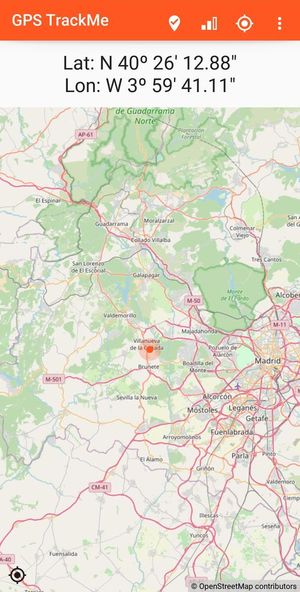 GPS TrackMe
Lat: N 40º 26' 12.88"
Lon: W 3º 59' 41.11"
de Guadarrama
Norte
AP-61
El Espinar
Guadarrama
Moralzarzal
Colmenar
Viejo
Tres Cantos
Collado Villalba
San Lorenzo
de El Escorial
Galapagar
Monte de
El Pardo
M-50
Alcobe
Valdemorillo
Majadahonda
M-11
Villanueva
de la Cañada
Pozuelo de
Alarcón
Madrid
M-501
Brunete
Boadilla del
Monte
Sevilla la Nueva
Alcorcón
Leganés
Móstoles
Getafe
Fuenlabrada
Arroyomolinos
Pinto
El Álamo
Parla
Griñón
Valdemoro
CM-41
Illescas
Seseña
Fuensalida
Yuncos
A-40
© OpenStreetMap contributors